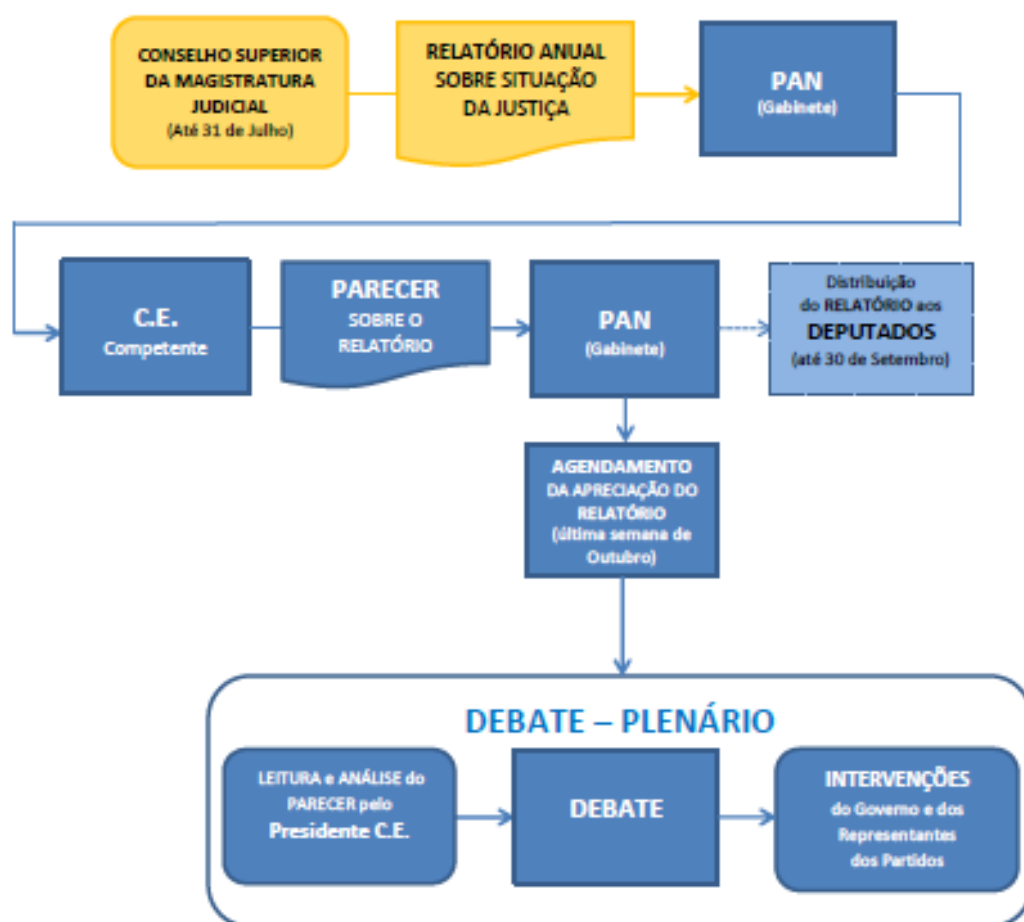 CONSELHO SUPERIOR
DA MAGISTRATURA
JUDICIAL
(Até 31 de Julho)
RELATÓRIO ANUAL
SOBRE SITUAÇÃO
DA JUSTIÇA
PAN
(Gabinete)
C.E.
Competente
PARECER
SOBRE O
RELATÓRIO
PAN
(Gabinete)
Distribuição
do RELATÓRIO aos
DEPUTADOS
(até 30 de Setembro)
AGENDAMENTO
DA APRECIAÇÃO DO
RELATÓRIO
(última semana de
Outubro)
DEBATE – PLENÁRIO
LEITURA e ANÁLISE do
PARECER pelo
Presidente C.E.
DEBATE
INTERVENÇÕES
do Governo e dos
Representantes
dos Partidos